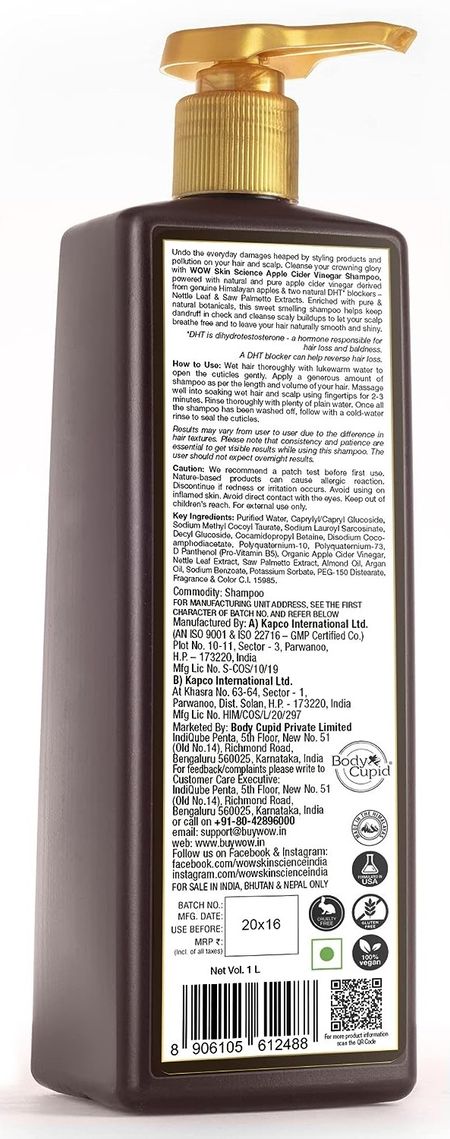 Undo the everyday damages heaped by styling products and
pollution on your hair and scalp. Cleanse your crowning glory
with WOW Skin Science Apple Cider Vinegar Shampoo,
powered with natural and pure apple cider vinegar derived
from genuine Himalayan apples & two natural DHT* blockers –
Nettle Leaf & Saw Palmetto Extracts. Enriched with pure &
natural botanicals, this sweet smelling shampoo helps keep
dandruff in check and cleanse scaly buildups to let your scalp
breathe free and to leave your hair naturally smooth and shiny.
*DHT is dihydrotestosterone - a hormone responsible for
hair loss and baldness.
A DHT blocker can help reverse hair loss.
How to Use: Wet hair thoroughly with lukewarm water to
open the cuticles gently. Apply a generous amount of
shampoo as per the length and volume of your hair. Massage
well into soaking wet hair and scalp using fingertips for 2-3
minutes. Rinse thoroughly with plenty of plain water. Once all
the shampoo has been washed off, follow with a cold-water
rinse to seal the cuticles.
Results may vary from user to user due to the difference in
hair textures. Please note that consistency and patience are
essential to get visible results while using this shampoo. The
user should not expect overnight results.
Caution: We recommend a patch test before first use.
Nature-based products can cause allergic reaction.
Discontinue if redness or irritation occurs. Avoid using on
inflamed skin. Avoid direct contact with the eyes. Keep out of
children's reach. For external use only.
Key Ingredients: Purified Water, Caprylyl/Capryl Glucoside,
Sodium Methyl Cocoyl Taurate, Sodium Lauroyl Sarcosinate,
Decyl Glucoside, Cocamidopropyl Betaine, Disodium Coco-
amphodiacetate, Polyquaternium-10, Polyquaternium-73,
D Panthenol (Pro-Vitamin B5), Organic Apple Cider Vinegar,
Nettle Leaf Extract, Saw Palmetto Extract, Almond Oil, Argan
Oil, Sodium Benzoate, Potassium Sorbate, PEG-150 Distearate,
Fragrance & Color C.I. 15985.
Commodity: Shampoo
FOR MANUFACTURING UNIT ADDRESS, SEE THE FIRST
CHARACTER OF BATCH NO. AND REFER BELOW
Manufactured By: A) Kapco International Ltd.
(AN ISO 9001 & ISO 22716 – GMP Certified Co.)
Plot No. 10-11, Sector - 3, Parwanoo,
H.P. – 173220, India
Mfg Lic No. S-COS/10/19
B) Kapco International Ltd.
At Khasra No. 63-64, Sector - 1,
Parwanoo, Dist. Solan, H.P. - 173220, India
Mfg Lic No. HIM/COS/L/20/297
Marketed By: Body Cupid Private Limited
IndiQube Penta, 5th Floor, New No. 51
(Old No.14), Richmond Road,
Bengaluru 560025, Karnataka, India
For feedback/complaints please write to
Customer Care Executive:
IndiQube Penta, 5th Floor, New No. 51
(Old No.14), Richmond Road,
Bengaluru 560025, Karnataka, India
or call on +91-80-42896000
email: support@buywow.in
web: www.buywow.in
Follow us on Facebook & Instagram:
facebook.com/wowskinscienceindia
instagram.com/wowskinscienceindia
FOR SALE IN INDIA, BHUTAN & NEPAL ONLY
Body
Cupid
MADE IN THE HIMALAYAS
FORMULATED IN
USA
CRUELTY
FREE
GLUTEN
FREE
100%
vegan
BATCH NO.:
MFG. DATE:
USE BEFORE:
MRP ₹:
(Incl. of all taxes)
20x16
Net Vol. 1 L
8 906105 612488
For more product information
scan the QR Code